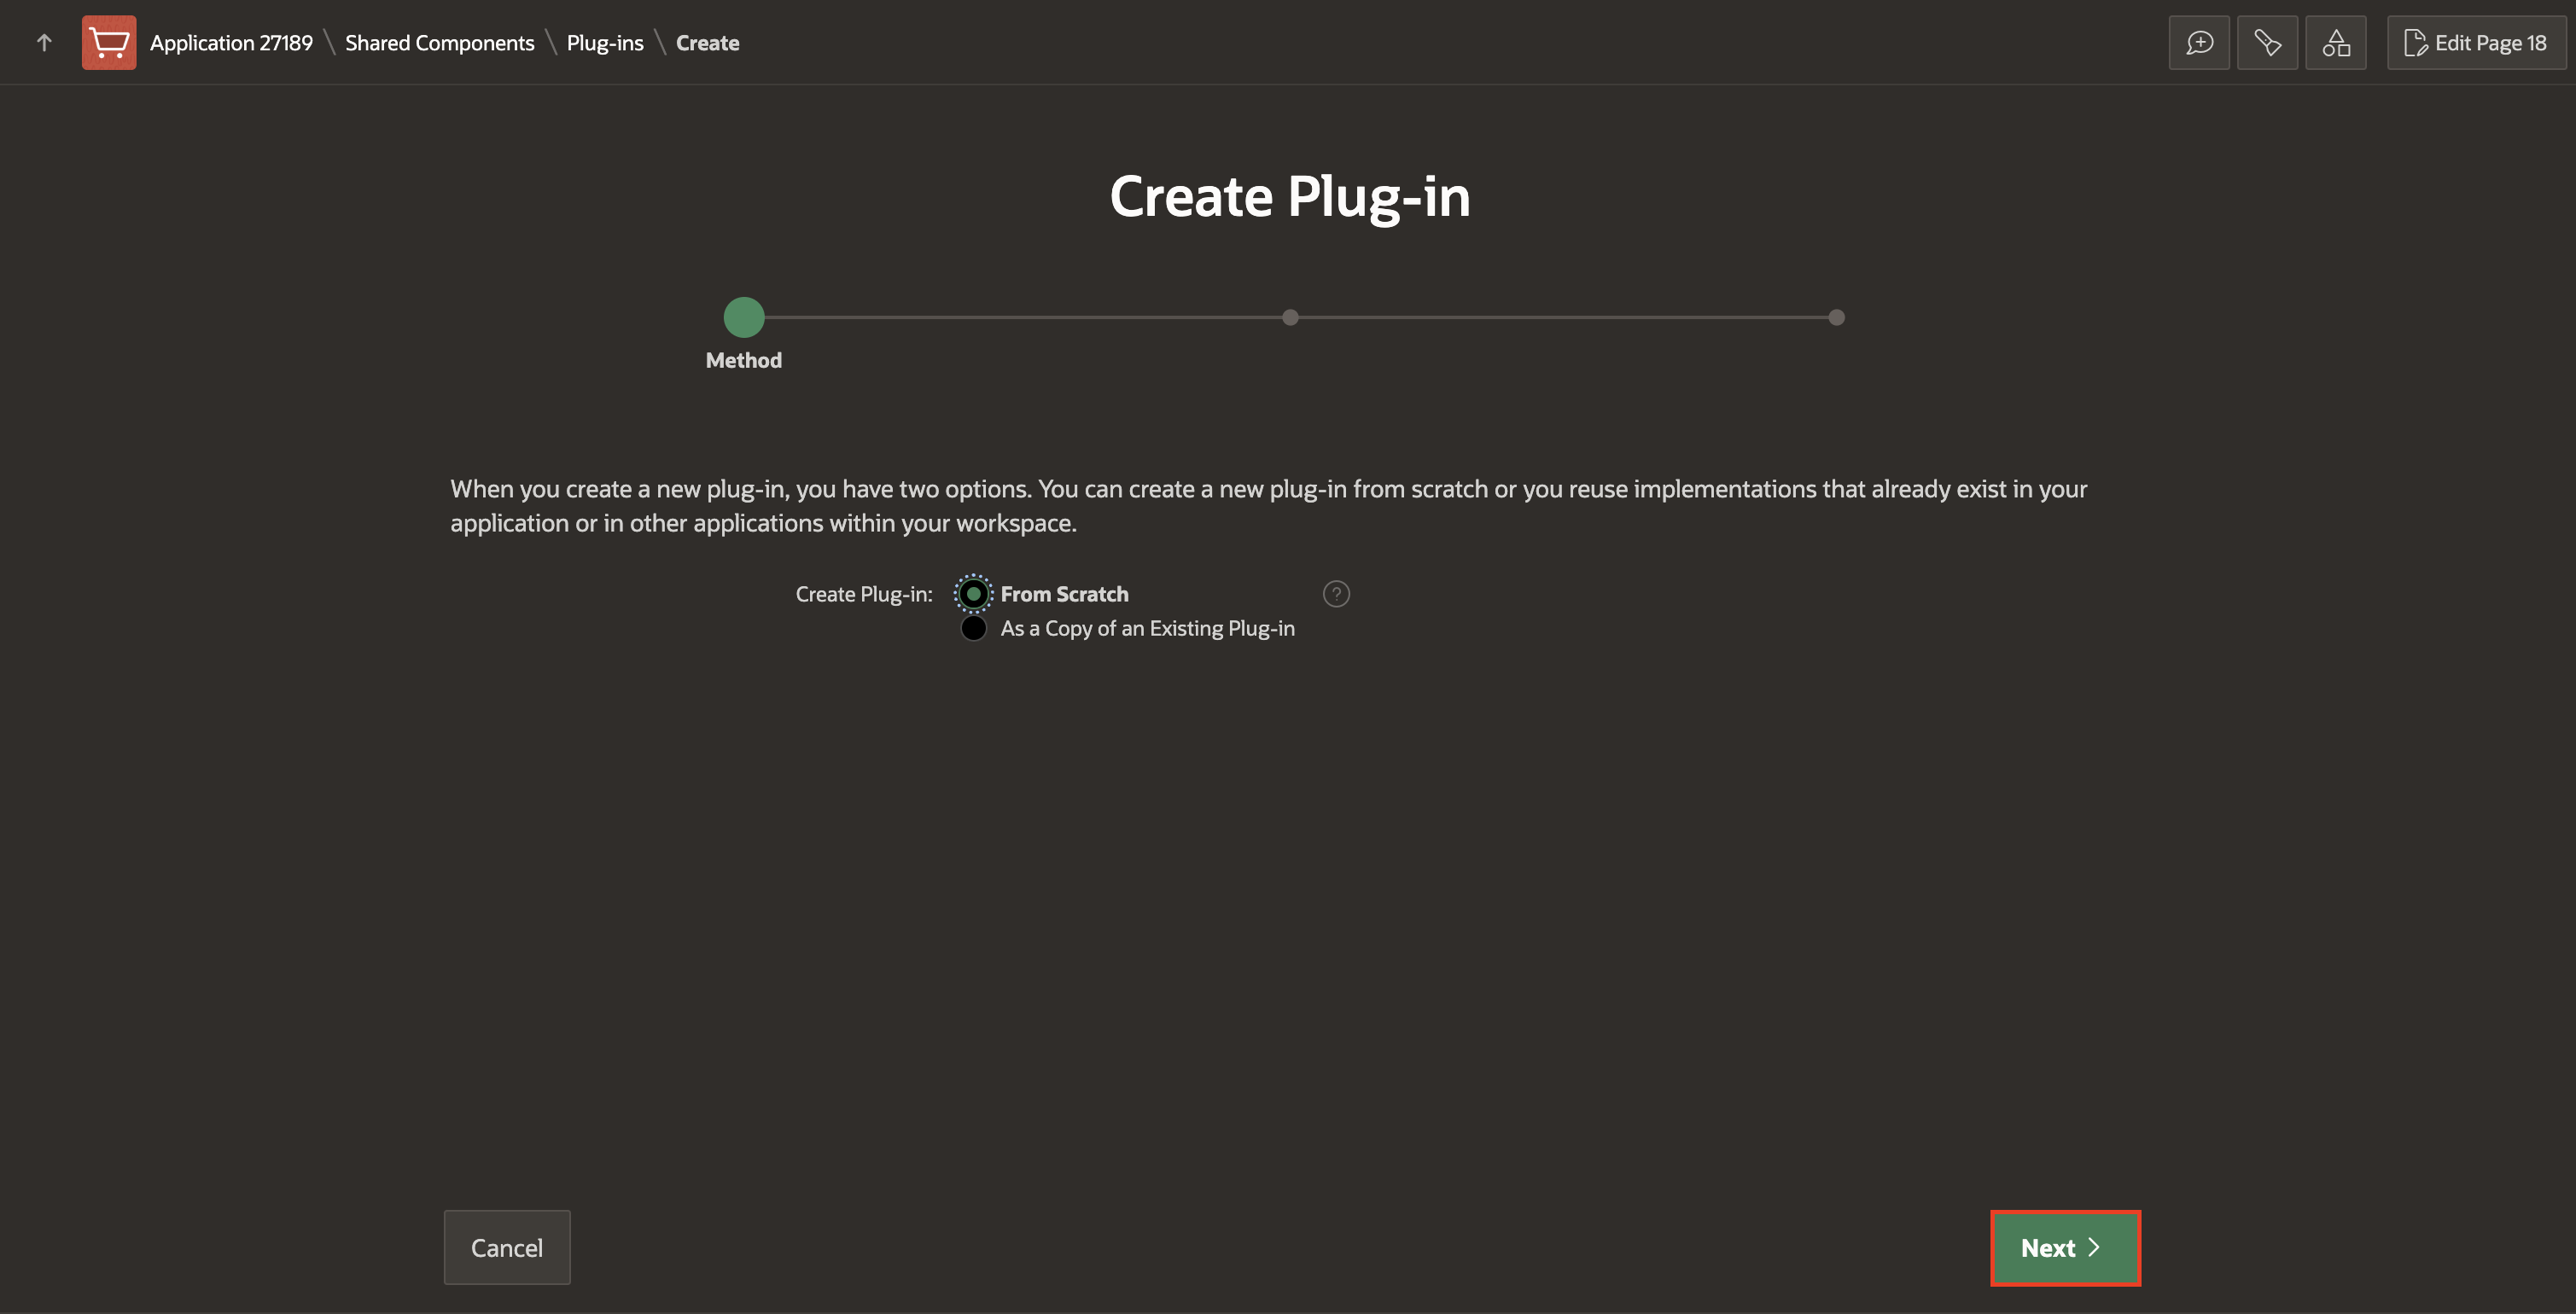 Application 27189 \ Shared Components \ Plug-ins \ Create
Edit Page 18
Create Plug-in
Method
When you create a new plug-in, you have two options. You can create a new plug-in from scratch or you reuse implementations that already exist in your
application or in other applications within your workspace.
Create Plug-in: From Scratch ?
As a Copy of an Existing Plug-in
Cancel
Next >